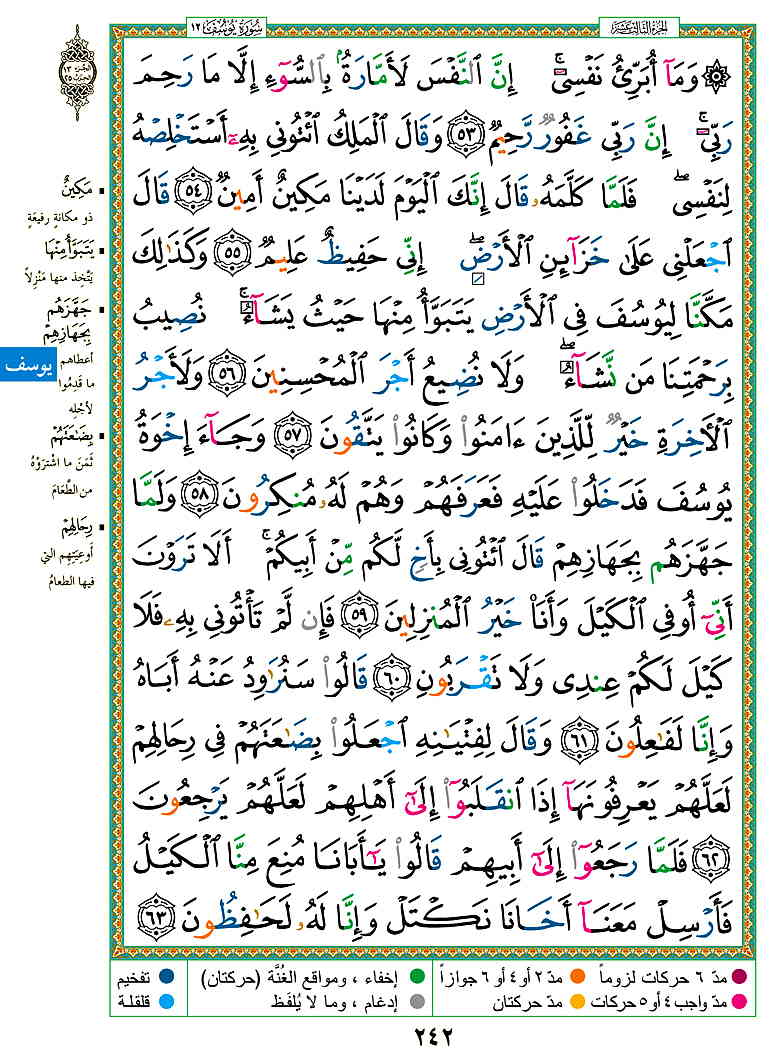 الجزء الثالث عشر
سورة يوسف ١٢
وَمَآ أُبَرِّئُ نَفْسِىٓ ۚ إِنَّ ٱلنَّفْسَ لَأَمَّارَةٌۢ بِٱلسُّوٓءِ إِلَّا مَا رَحِمَ
رَبِّىٓ ۚ إِنَّ رَبِّى غَفُورٌ رَّحِيمٌ ٥٣ وَقَالَ ٱلْمَلِكُ ٱئْتُونِى بِهِۦٓ أَسْتَخْلِصْهُ
لِنَفْسِى ۖ فَلَمَّا كَلَّمَهُۥ قَالَ إِنَّكَ ٱلْيَوْمَ لَدَيْنَا مَكِينٌ أَمِينٌ ٥٤ قَالَ
ٱجْعَلْنِى عَلَىٰ خَزَآئِنِ ٱلْأَرْضِ ۖ إِنِّى حَفِيظٌ عَلِيمٌ ٥٥ وَكَذَٰلِكَ
مَكَّنَّا لِيُوسُفَ فِى ٱلْأَرْضِ يَتَبَوَّأُ مِنْهَا حَيْثُ يَشَآءُ ۚ نُصِيبُ
بِرَحْمَتِنَا مَن نَّشَآءُ ۖ وَلَا نُضِيعُ أَجْرَ ٱلْمُحْسِنِينَ ٥٦ وَلَأَجْرُ
ٱلْأَخِرَةِ خَيْرٌ لِّلَّذِينَ ءَامَنُوا۟ وَكَانُوا۟ يَتَّقُونَ ٥٧ وَجَآءَ إِخْوَةُ
يُوسُفَ فَدَخَلُوا۟ عَلَيْهِ فَعَرَفَهُمْ وَهُمْ لَهُۥ مُنكِرُونَ ٥٨ وَلَمَّا
جَهَّزَهُم بِجَهَازِهِمْ قَالَ ٱئْتُونِى بِأَخٍ لَّكُم مِّنْ أَبِيكُمْ ۚ أَلَا تَرَوْنَ
أَنِّىٓ أُوفِى ٱلْكَيْلَ وَأَنَا۠ خَيْرُ ٱلْمُنزِلِينَ ٥٩ فَإِن لَّمْ تَأْتُونِى بِهِۦ فَلَا
كَيْلَ لَكُمْ عِندِى وَلَا تَقْرَبُونِ ٦٠ قَالُوا۟ سَنُرَٰوِدُ عَنْهُ أَبَاهُ
وَإِنَّا لَفَٰعِلُونَ ٦١ وَقَالَ لِفِتْيَٰنِهِ ٱجْعَلُوا۟ بِضَٰعَتَهُمْ فِى رِحَالِهِمْ
لَعَلَّهُمْ يَعْرِفُونَهَآ إِذَا ٱنقَلَبُوٓا۟ إِلَىٰٓ أَهْلِهِمْ لَعَلَّهُمْ يَرْجِعُونَ
٦٢ فَلَمَّا رَجَعُوٓا۟ إِلَىٰٓ أَبِيهِمْ قَالُوا۟ يَٰٓأَبَانَا مُنِعَ مِنَّا ٱلْكَيْلُ
فَأَرْسِلْ مَعَنَآ أَخَانَا نَكْتَلْ وَإِنَّا لَهُۥ لَحَٰفِظُونَ ٦٣
الجزء ١٣
الحزب ٢٥
مَكِينٌ
ذو مكانة رفيعةٍ
يَتَبَوَّأُ مِنْهَا
يَتَّخِذ منها مَنْزِلاً
جَهَّزَهُم
بِجَهَازِهِمْ
أعطاهم
ما قَدِمُوا
لأجْلِه
يوسف
بِضَٰعَتَهُمْ
ثَمَنَ ما اشْتَرَوْهُ
من الطَّعام
رِحَالِهِمْ
أوعِيَتِهِم التي
فيها الطعامُ
مدّ ٦ حركات لزوماً
مدّ ٢ أو ٤ أو ٦ جوازاً
إخفاء ، ومواقع الغُنَّة (حركتان)
تفخيم
مدّ واجب ٤ أو ٥ حركات
مدّ حركتان
إدغام ، وما لا يُلفَظ
قلقلة
٢٤٢